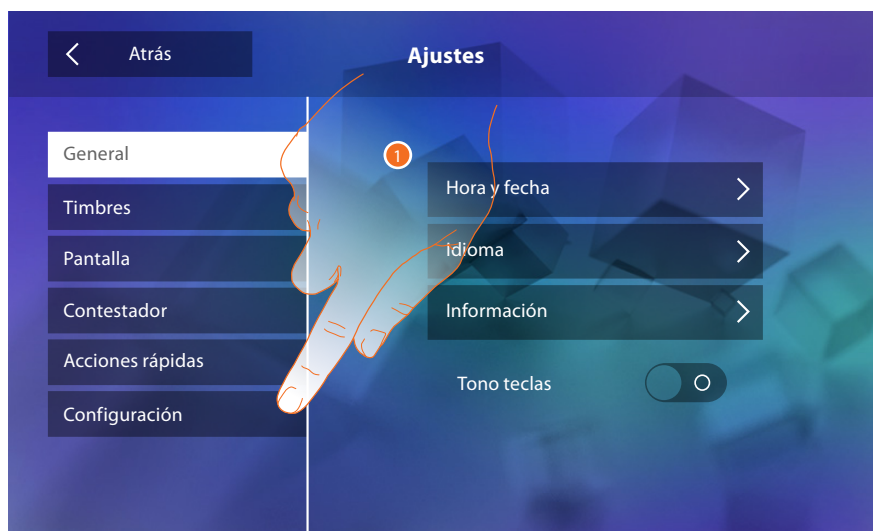 Atrás
Ajustes
General
Timbres
Pantalla
Contestador
Acciones rápidas
Configuración
1
Hora y fecha
Idioma
Información
Tono teclas